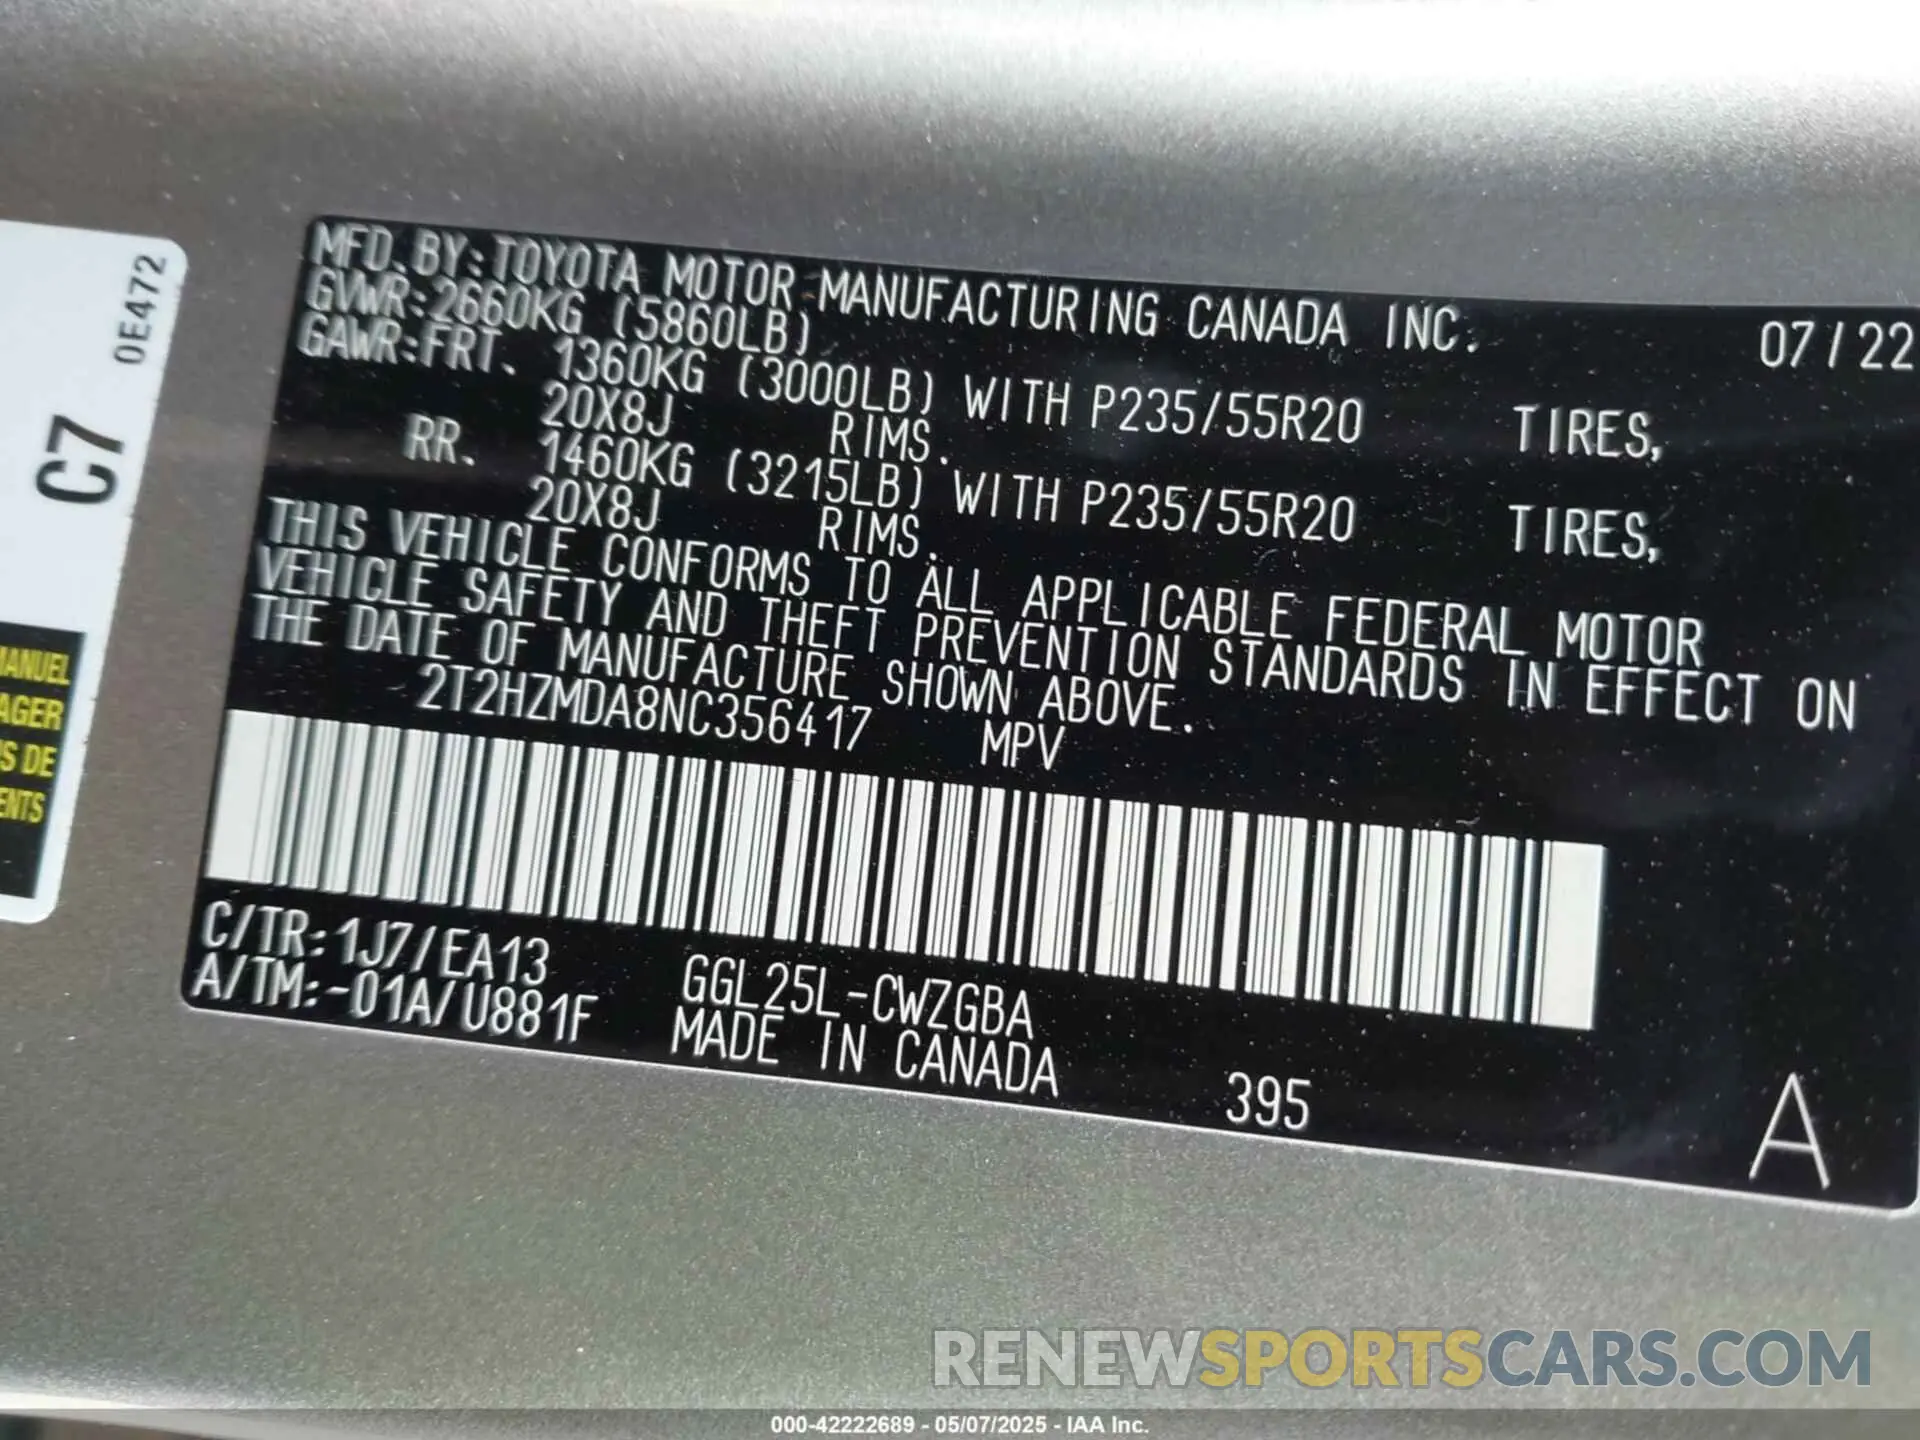 MFD. BY: TOYOTA MOTOR MANUFACTURING CANADA INC. 07/22
GVWR: 2660KG (5860LB)
GAWR: FRT. 1360KG (3000LB) WITH P235/55R20 TIRES,
20X8J RIMS.
RR. 1460KG (3215LB) WITH P235/55R20 TIRES,
20X8J RIMS.
THIS VEHICLE CONFORMS TO ALL APPLICABLE FEDERAL MOTOR
VEHICLE SAFETY AND THEFT PREVENTION STANDARDS IN EFFECT ON
THE DATE OF MANUFACTURE SHOWN ABOVE.
2T2HZMDA8NC356417 MPV
C/TR: 1J7/EA13 GGL25L-CWZGBA
A/TM: -01A/U881F MADE IN CANADA 395 A
0E472
C7
MANUEL
AGER
S DE
ENTS
RENEWSPORTSCARS.COM
000-42222689 - 05/07/2025 - IAA Inc.